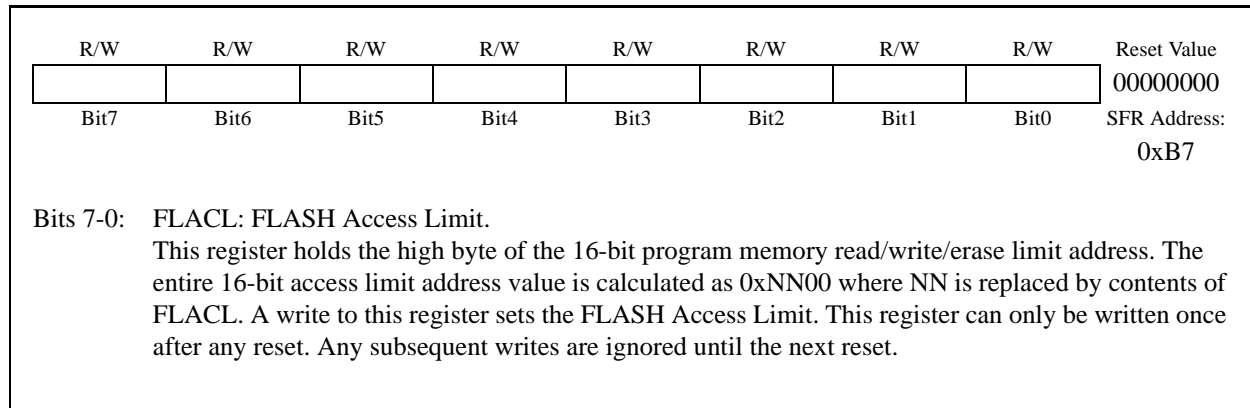 R/W R/W R/W R/W R/W R/W R/W R/W Reset Value
00000000
Bit7 Bit6 Bit5 Bit4 Bit3 Bit2 Bit1 Bit0 SFR Address:
0xB7
Bits 7-0: FLACL: FLASH Access Limit.
This register holds the high byte of the 16-bit program memory read/write/erase limit address. The
entire 16-bit access limit address value is calculated as 0xNN00 where NN is replaced by contents of
FLACL. A write to this register sets the FLASH Access Limit. This register can only be written once
after any reset. Any subsequent writes are ignored until the next reset.